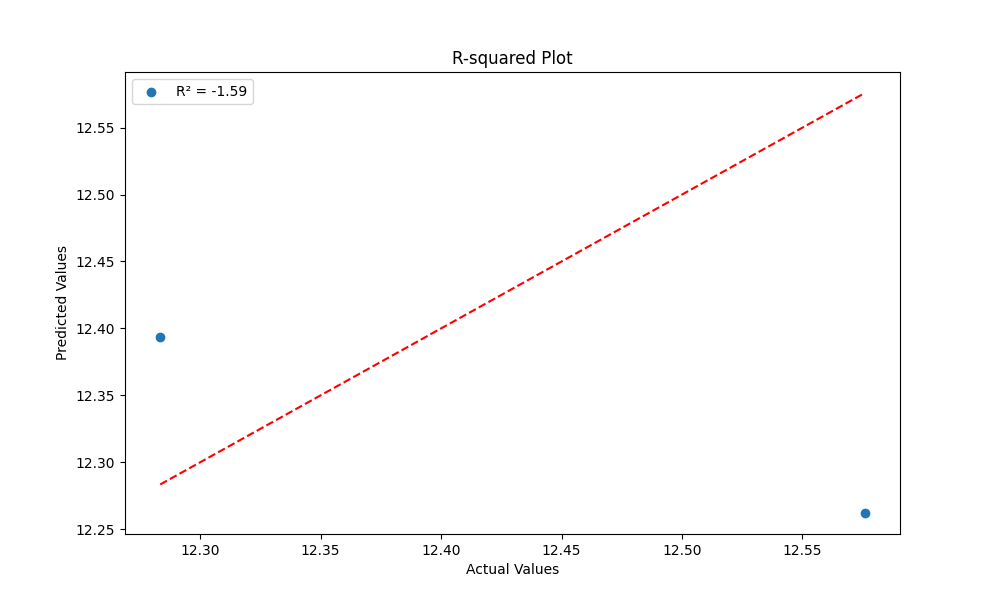 R-squared Plot
R² = -1.59
Predicted Values
12.55
12.50
12.45
12.40
12.35
12.30
12.25
12.30 12.35 12.40 12.45 12.50 12.55
Actual Values